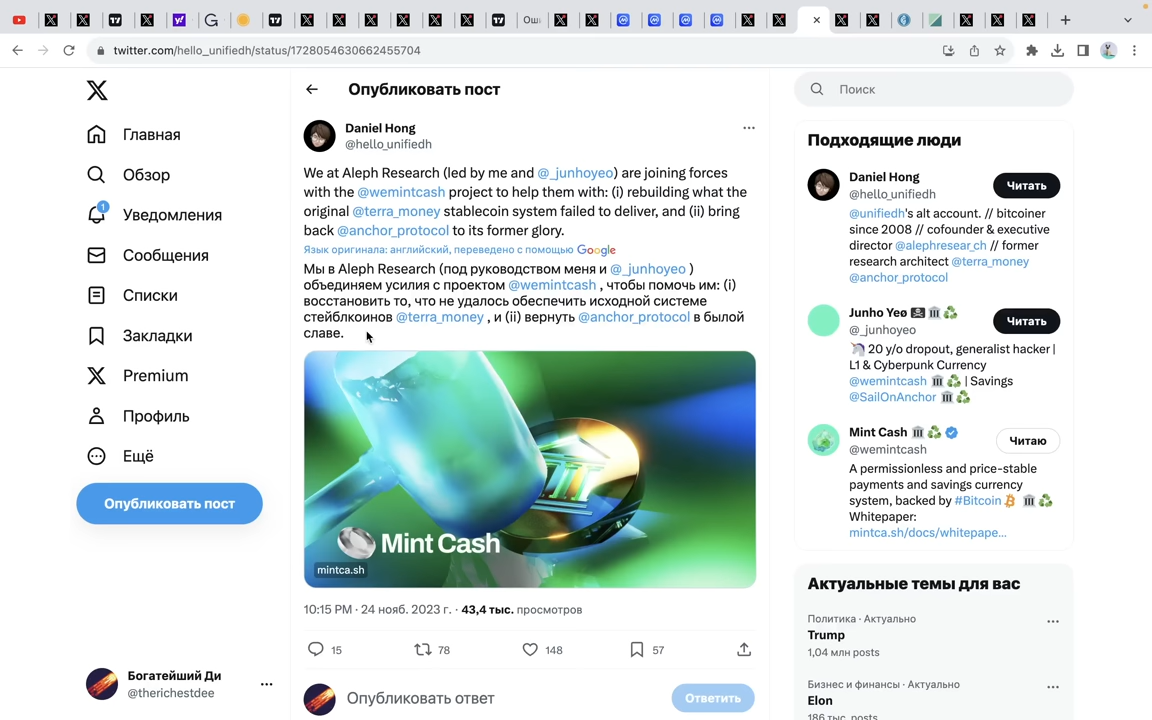 Оши
twitter.com/hello_unifiedh/status/1728054630662455704
Главная
Обзор
1
Уведомления
Сообщения
Списки
Закладки
Premium
Профиль
Ещё
Опубликовать пост
Богатейший Ди
@therichestdee
Опубликовать пост
Daniel Hong
@hello_unifiedh
We at Aleph Research (led by me and @_junhoyeo) are joining forces
with the @wemintcash project to help them with: (i) rebuilding what the
original @terra_money stablecoin system failed to deliver, and (ii) bring
back @anchor_protocol to its former glory.
Язык оригинала: английский, переведено с помощью Google
Мы в Aleph Research (под руководством меня и @_junhoyeo )
объединяем усилия с проектом @wemintcash , чтобы помочь им: (i)
восстановить то, что не удалось обеспечить исходной системе
стейблкоинов @terra_money , и (ii) вернуть @anchor_protocol в былой
славе.
Mint Cash
mintca.sh
10:15 PM · 24 нояб. 2023 г. · 43,4 тыс. просмотров
15
78
148
57
Опубликовать ответ
Ответить
Поиск
Подходящие люди
Daniel Hong
@hello_unifiedh
Читать
@unifiedh's alt account. // bitcoiner
since 2008 // cofounder & executive
director @alephresear_ch // former
research architect @terra_money
@anchor_protocol
Junho Yeø 🏴‍☠️🏛️♻️
@_junhoyeo
Читать
🦄 20 y/o dropout, generalist hacker |
L1 & Cyberpunk Currency
@wemintcash 🏛️♻️ | Savings
@SailOnAnchor 🏛️♻️
Mint Cash 🏛️♻️
@wemintcash
Читаю
A permissionless and price-stable
payments and savings currency
system, backed by #Bitcoin 🏛️♻️
Whitepaper:
mintca.sh/docs/whitepape…
Актуальные темы для вас
Политика · Актуально
Trump
1,04 млн posts
Бизнес и финансы · Актуально
Elon
186 тыс. posts